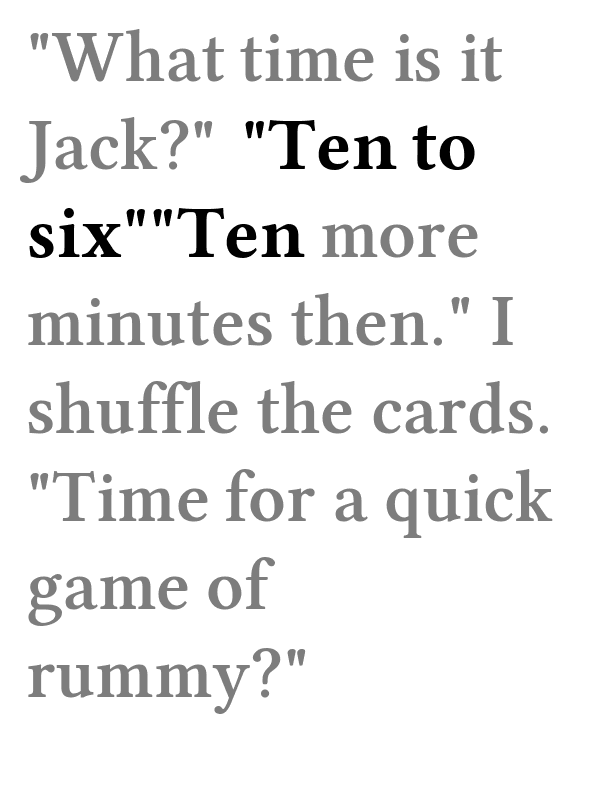 "What time is it
Jack?"  "Ten to
six""Ten more
minutes then." I
shuffle the cards.
"Time for a quick
game of
rummy?"